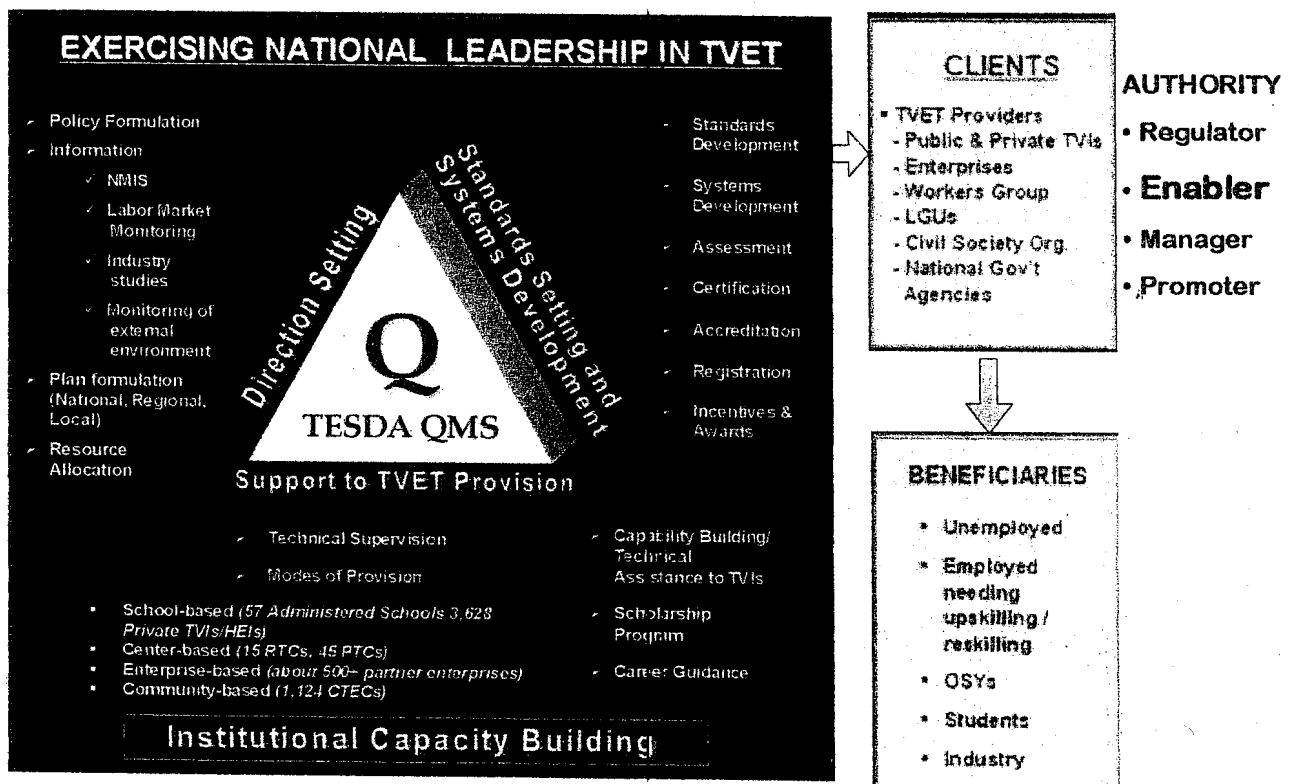 EXERCISING NATIONAL LEADERSHIP IN TVET
Policy Formulation
Information
NMIS
Labor Market
Monitoring
Industry
studies
Monitoring of
external
environment
Plan formulation
(National, Regional,
Local)
Resource
Allocation
Direction Setting
Standards Setting and
Systems Development
Q
TESDA QMS
Support to TVET Provision
Standards
Development
Systems
Development
Assessment
Certification
Accreditation
Registration
Incentives &
Awards
Technical Supervision
Modes of Provision
School-based (57 Administered Schools 3,628
Private TVIs/HEIs)
Center-based (15 RTCs, 45 PTCs)
Enterprise-based (about 500+ partner enterprises)
Community-based (1,124 CTECs)
Capability Building/
Technical
Assistance to TVIs
Scholarship
Program
Career Guidance
Institutional Capacity Building
CLIENTS
TVET Providers
- Public & Private TVIs
- Enterprises
- Workers Group
- LGUs
- Civil Society Org.
- National Gov't
Agencies
AUTHORITY
• Regulator
• Enabler
• Manager
• Promoter
BENEFICIARIES
Unemployed
Employed
needing
upskilling /
reskilling
OSYs
Students
Industry